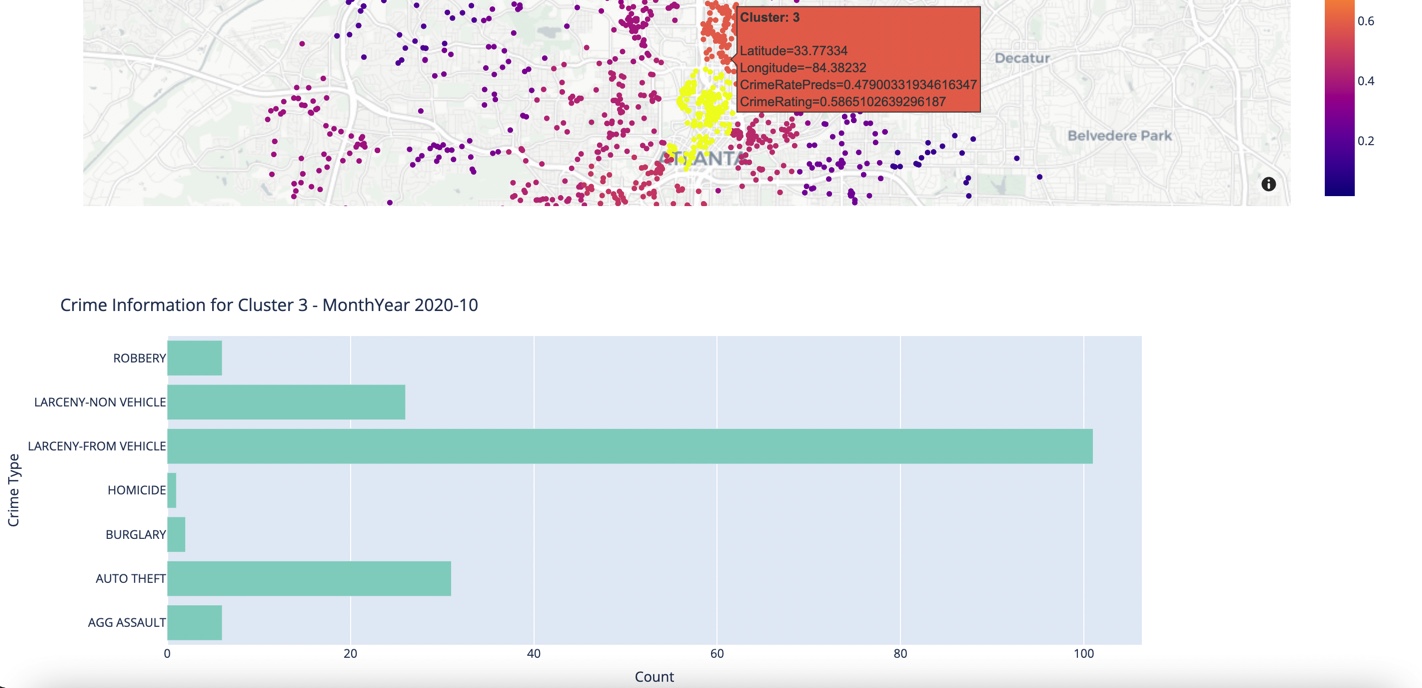 0.6
Cluster: 3
Latitude=33.77334
Decatur
Longitude=−84.38232
CrimeRatePreds=0.47900331934616347
0.4
CrimeRating=0.5865102639296187
Belvedere Park
0.2
ATLANTA
Crime Information for Cluster 3 - MonthYear 2020-10
ROBBERY
LARCENY-NON VEHICLE
LARCENY-FROM VEHICLE
HOMICIDE
BURGLARY
AUTO THEFT
AGG ASSAULT
Crime Type
0 20 40 60 80 100
Count